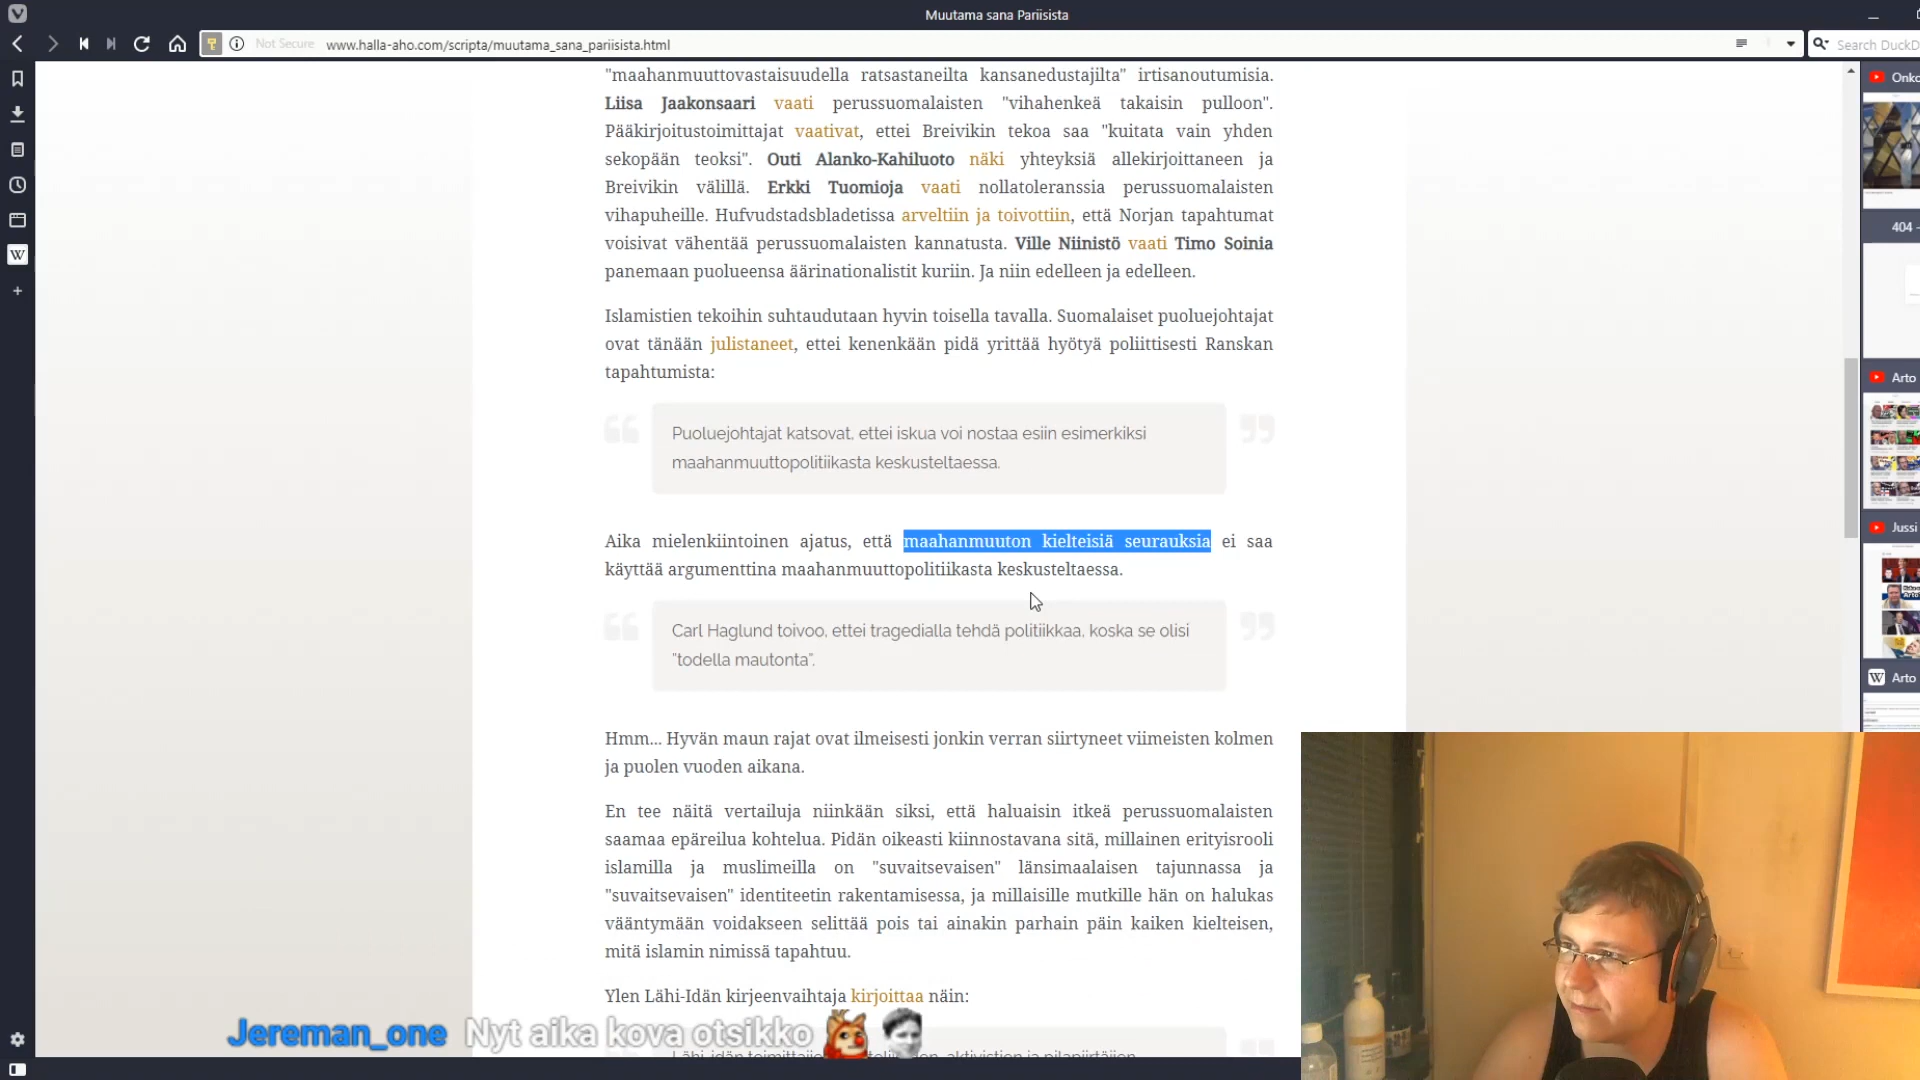 Muutama sana Pariisista
Not Secure www.halla-aho.com/scripta/muutama_sana_pariisista.html Search DuckD
"maahanmuuttovastaisuudella ratsastaneilta kansanedustajilta" irtisanoutumisia.
Liisa Jaakonsaari vaati perussuomalaisten "vihahenkeä takaisin pulloon".
Pääkirjoitustoimittajat vaativat, ettei Breivikin tekoa saa "kuitata vain yhden
sekopään teoksi". Outi Alanko-Kahiluoto näki yhteyksiä allekirjoittaneen ja
Breivikin välillä. Erkki Tuomioja vaati nollatoleranssia perussuomalaisten
vihapuheille. Hufvudstadsbladetissa arveltiin ja toivottiin, että Norjan tapahtumat
voisivat vähentää perussuomalaisten kannatusta. Ville Niinistö vaati Timo Soinia
panemaan puolueensa äärinationalistit kuriin. Ja niin edelleen ja edelleen.
Islamistien tekoihin suhtaudutaan hyvin toisella tavalla. Suomalaiset puoluejohtajat
ovat tänään julistaneet, ettei kenenkään pidä yrittää hyötyä poliittisesti Ranskan
tapahtumista:
Puoluejohtajat katsovat, ettei iskua voi nostaa esiin esimerkiksi
maahanmuuttopolitiikasta keskusteltaessa.
Aika mielenkiintoinen ajatus, että maahanmuuton kielteisiä seurauksia ei saa
käyttää argumenttina maahanmuuttopolitiikasta keskusteltaessa.
Carl Haglund toivoo, ettei tragedialla tehdä politiikkaa, koska se olisi
"todella mautonta".
Hmm... Hyvän maun rajat ovat ilmeisesti jonkin verran siirtyneet viimeisten kolmen
ja puolen vuoden aikana.
En tee näitä vertailuja niinkään siksi, että haluaisin itkeä perussuomalaisten
saamaa epäreilua kohtelua. Pidän oikeasti kiinnostavana sitä, millainen erityisrooli
islamilla ja muslimeilla on "suvaitsevaisen" länsimaalaisen tajunnassa ja
"suvaitsevaisen" identiteetin rakentamisessa, ja millaisille mutkille hän on halukas
vääntymään voidakseen selittää pois tai ainakin parhain päin kaiken kielteisen,
mitä islamin nimissä tapahtuu.
Ylen Lähi-Idän kirjeenvaihtaja kirjoittaa näin:
Jereman_one Nyt aika kova otsikko
Onko
404 -
Arto
Jussi
W Arto